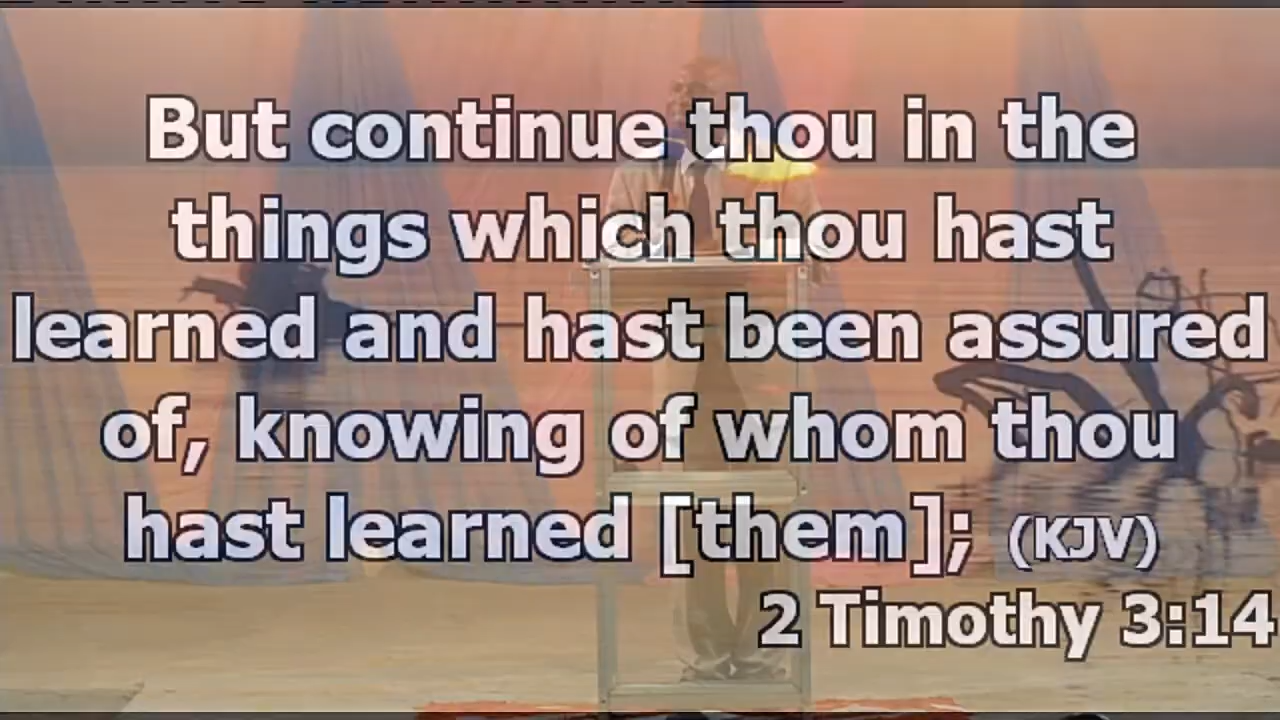 But continue thou in the
things which thou hast
learned and hast been assured
of, knowing of whom thou
hast learned [them]; (KJV)
2 Timothy 3:14